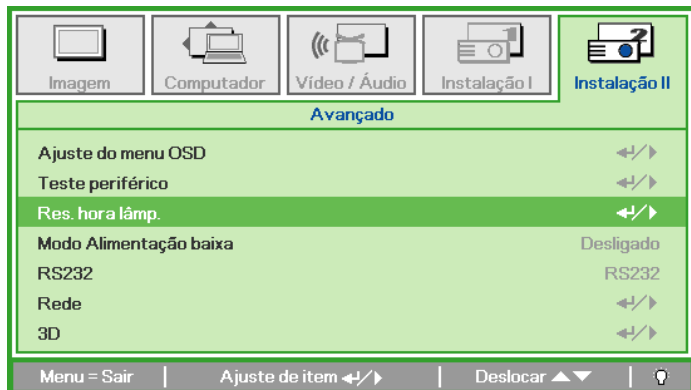 Imagem
Computador
Vídeo / Áudio
Instalação I
Instalação II
Avançado
Ajuste do menu OSD
Teste periférico
Res. hora lâmp.
Modo Alimentação baixa Desligado
RS232 RS232
Rede
3D
Menu = Sair Ajuste de item ↵/▶ Deslocar ▲▼